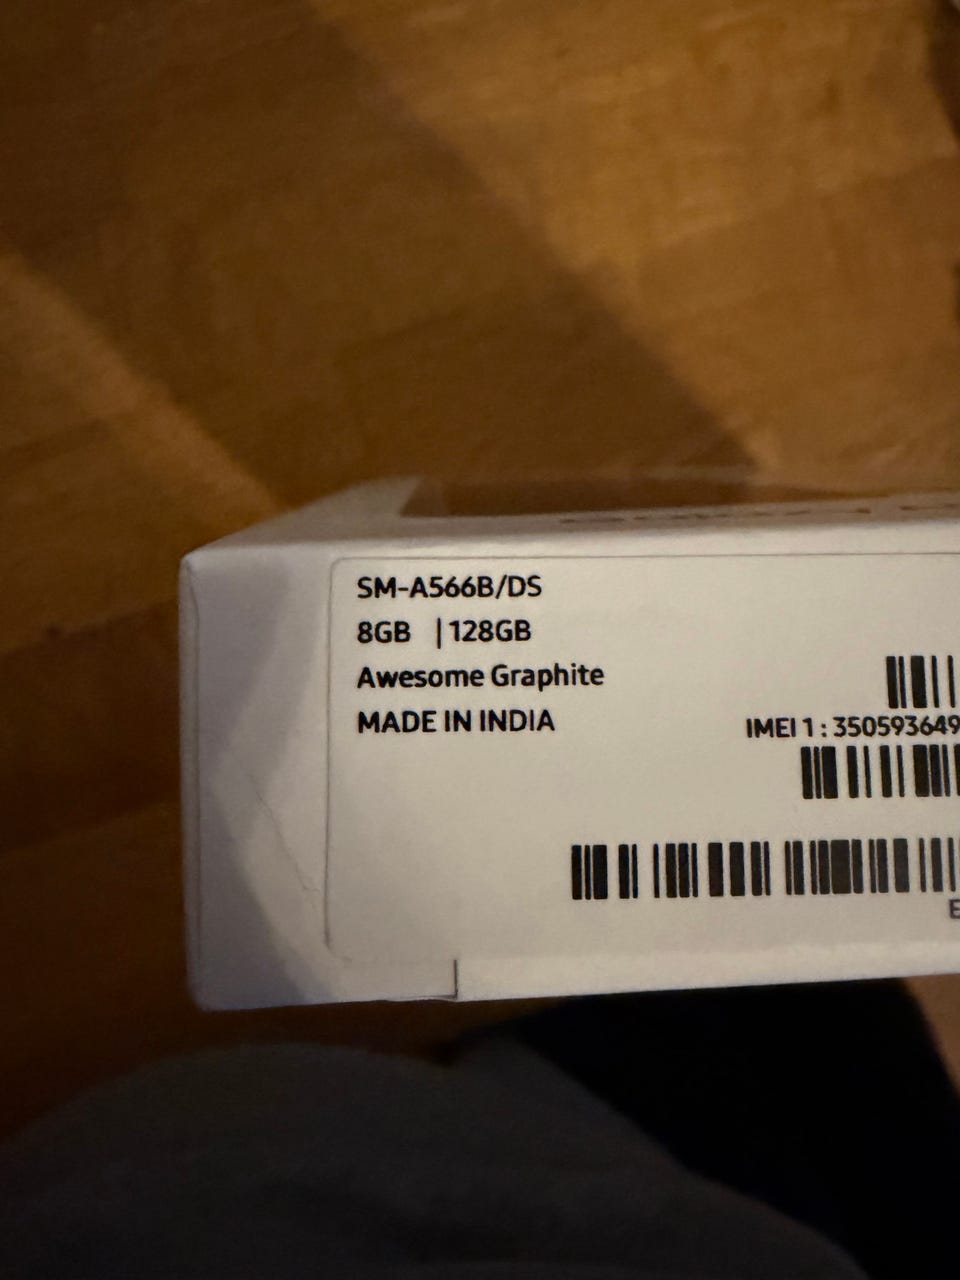 SM-A566B/DS
8GB | 128GB
Awesome Graphite
MADE IN INDIA
IMEI 1 : 350593649
E